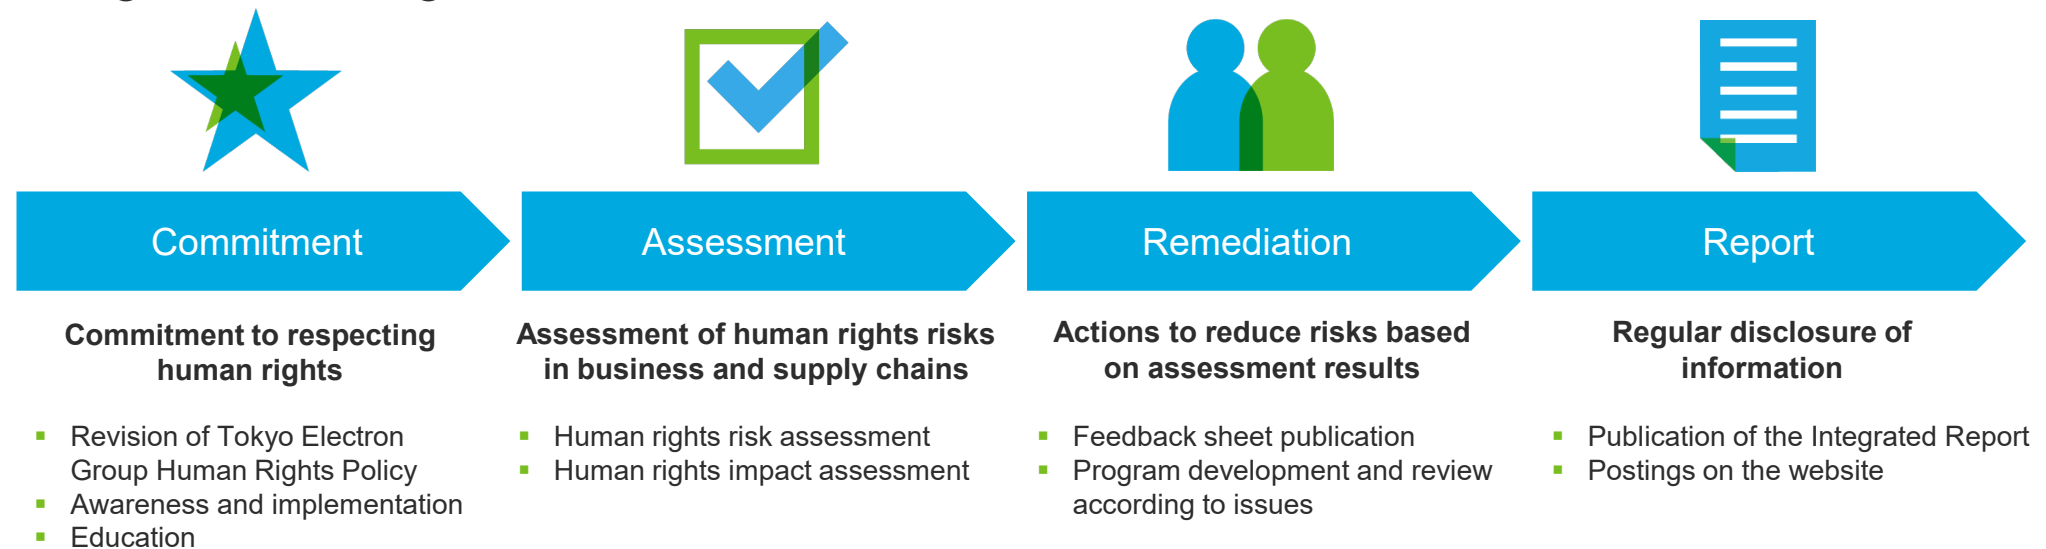 Commitment
Assessment
Remediation
Report
Commitment to respecting
human rights
Revision of Tokyo Electron
Group Human Rights Policy
Awareness and implementation
Education
Assessment of human rights risks
in business and supply chains
Human rights risk assessment
Human rights impact assessment
Actions to reduce risks based
on assessment results
Feedback sheet publication
Program development and review
according to issues
Regular disclosure of
information
Publication of the Integrated Report
Postings on the website